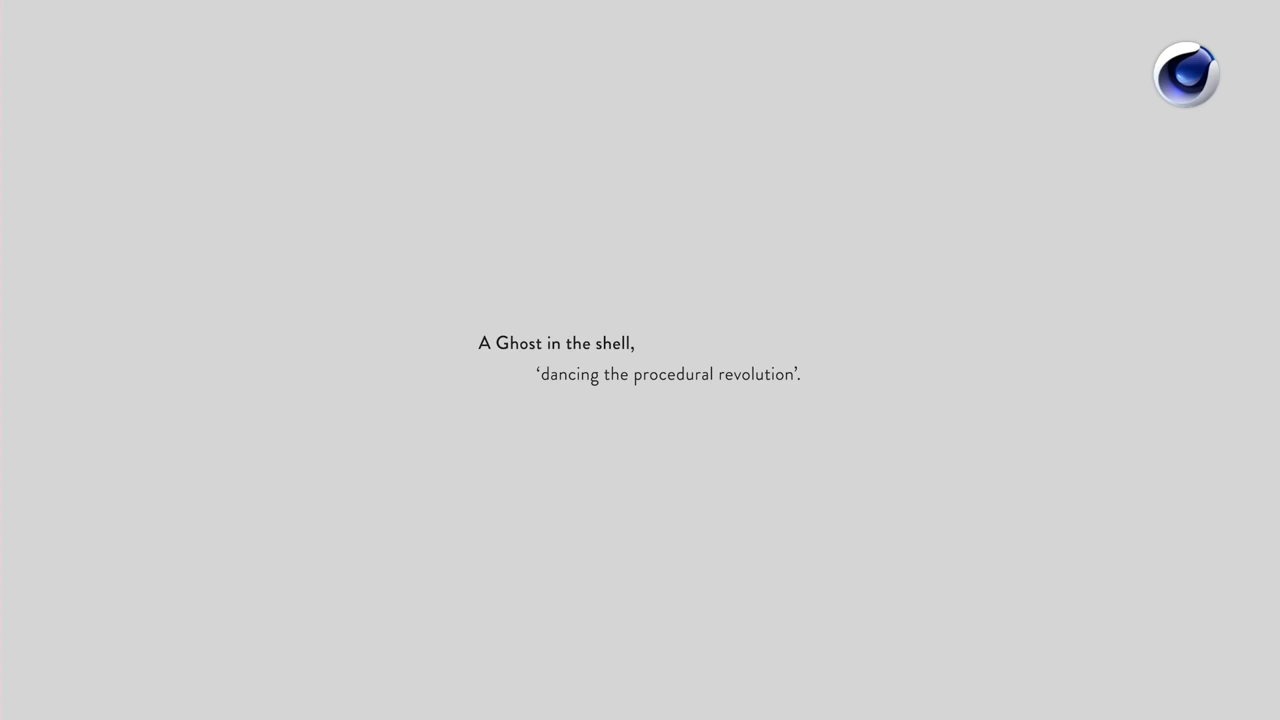 A Ghost in the shell,
‘dancing the procedural revolution’.